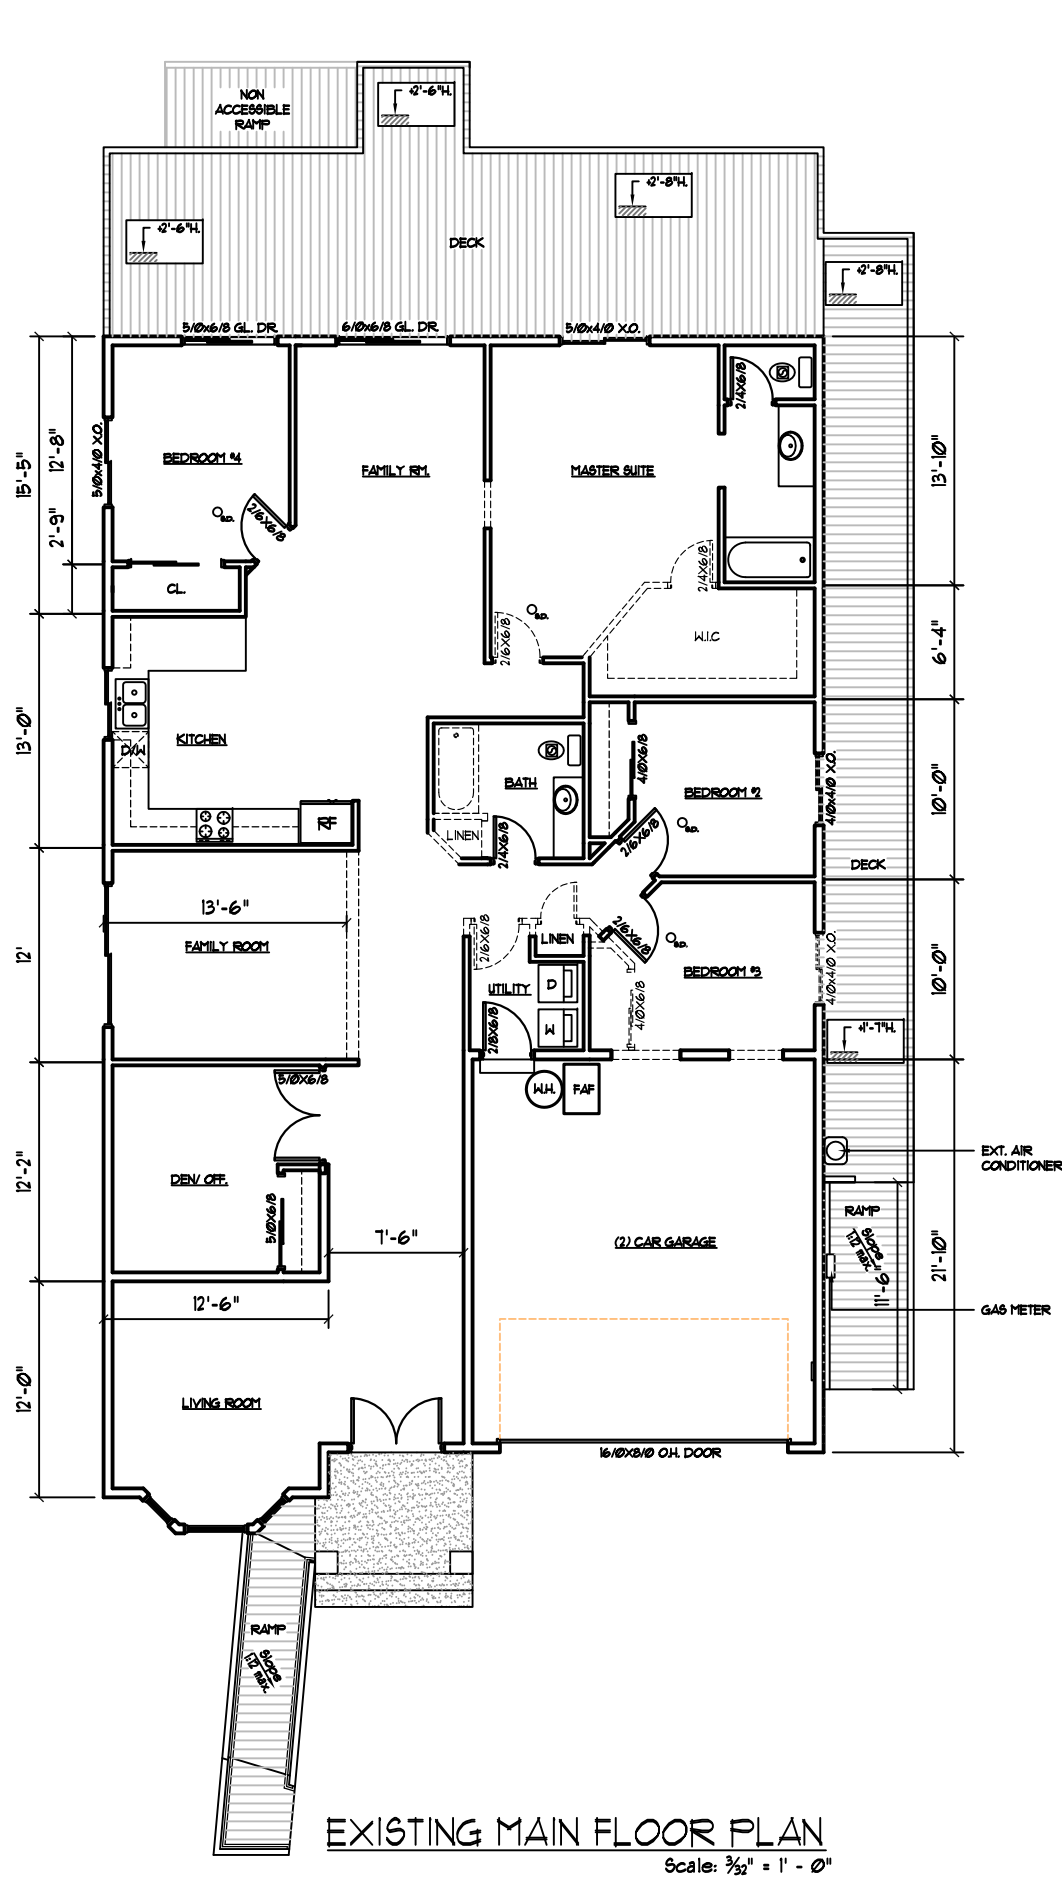 NON
ACCESSIBLE
RAMP
+2'-6"H.
+2'-8"H.
+2'-6"H.
DECK
+2'-8"H.
5/0x6/8 GL. DR.
6/0x6/8 GL. DR.
5/0x4/0 X.O.
2/4X6/8
5/0x4/0 X.O.
BEDROOM #4
FAMILY RM.
MASTER SUITE
15'-5"
12'-8"
2'-9"
13'-10"
S.D.
2/6X6/8
CL.
2/4X6/8
S.D.
2/6X6/8
W.I.C
6'-4"
13'-0"
D/W
KITCHEN
BATH
4/0X6/8
BEDROOM #2
4/0x4/0 X.O.
10'-0"
S.D.
LINEN
2/4X6/8
2/6X6/8
DECK
13'-6"
12'
FAMILY ROOM
2/6X6/8
LINEN
2/6X6/8
S.D.
BEDROOM #3
4/0x4/0 X.O.
10'-0"
UTILITY
D
W
2/8X6/8
4/0X6/8
+1'-7"H.
5/0X6/8
W.H.
FAF
EXT. AIR
CONDITIONER
12'-2"
DEN/ OFF.
5/0X6/8
7'-6"
(2) CAR GARAGE
RAMP
Slope
1:12 max.
11'-6"
21'-10"
12'-6"
GAS METER
12'-0"
LIVING ROOM
16/0X8/0 O.H. DOOR
RAMP
Slope
1:12 max.
EXISTING MAIN FLOOR PLAN
Scale: 3/32" = 1' - 0"